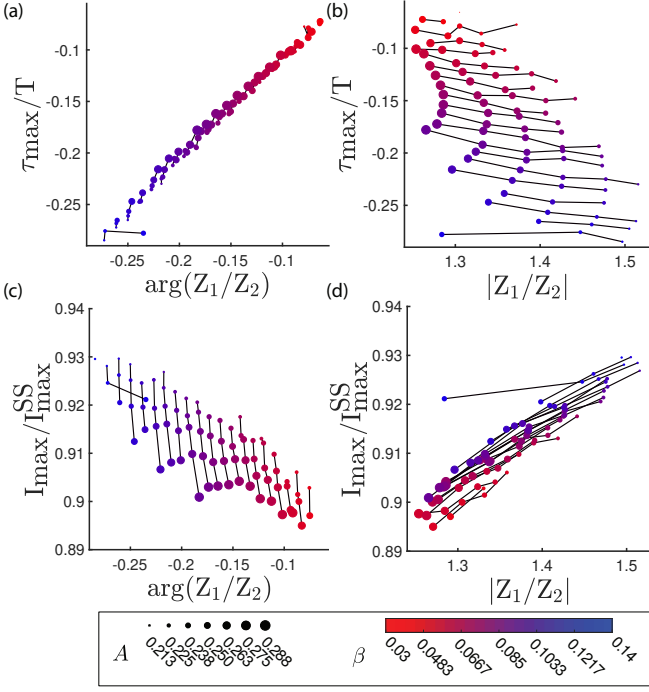 (a)
(b)
-0.1
-0.15
-0.2
-0.25
τmax/T
-0.25 -0.2 -0.15 -0.1
arg(Z1/Z2)
-0.1
-0.15
-0.2
-0.25
τmax/T
1.3 1.4 1.5
|Z1/Z2|
(c)
(d)
0.94
0.93
0.92
0.91
0.9
0.89
Imax/ISSmax
-0.25 -0.2 -0.15 -0.1
arg(Z1/Z2)
0.94
0.93
0.92
0.91
0.9
0.89
Imax/ISSmax
1.3 1.4 1.5
|Z1/Z2|
A
0.213 0.225 0.238 0.250 0.263 0.275 0.288
β
0.03 0.0483 0.0667 0.085 0.1033 0.1217 0.14